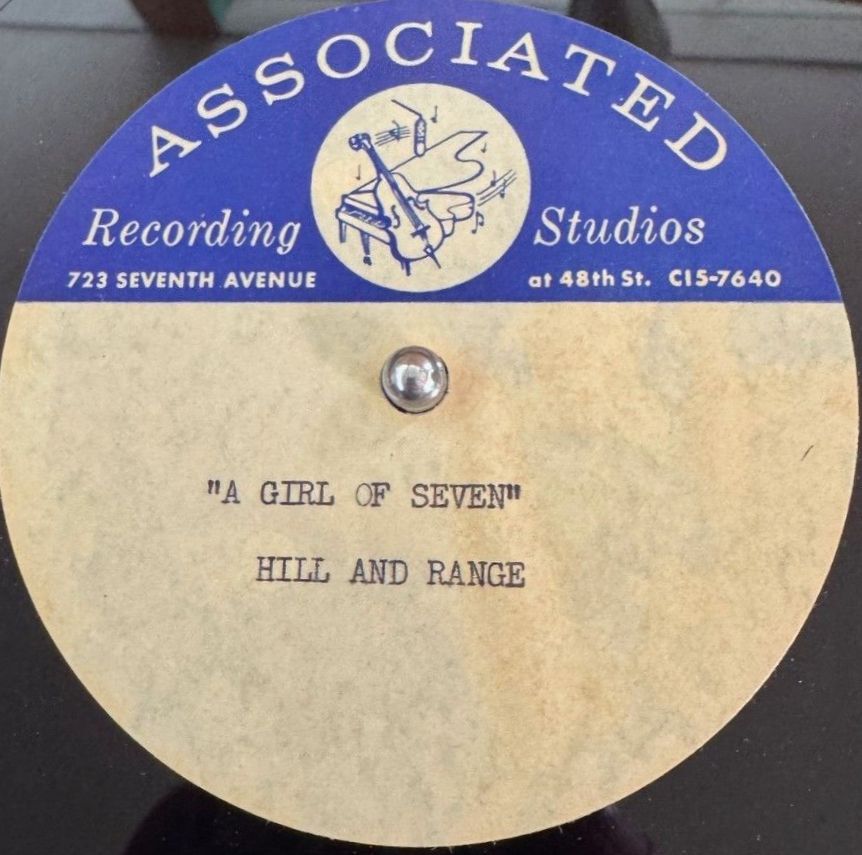 ASSOCIATED
Recording Studios
723 SEVENTH AVENUE at 48th St. CI5-7640
"A GIRL OF SEVEN"
HILL AND RANGE